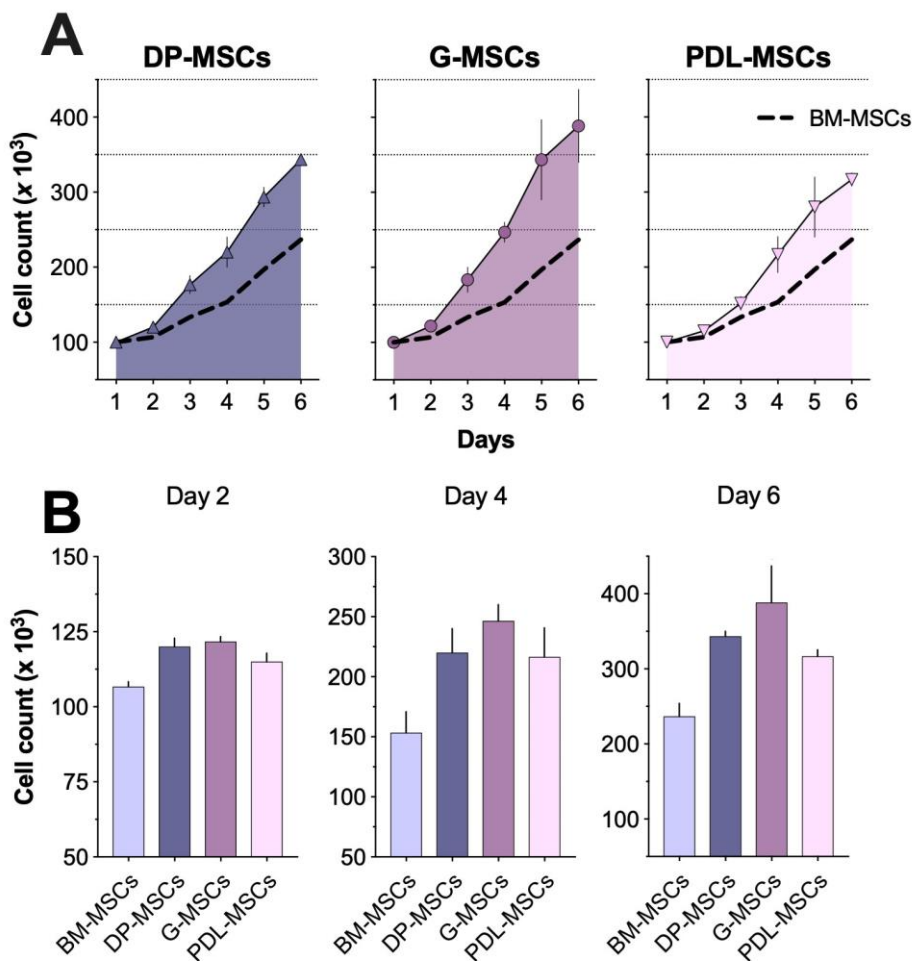 A
DP-MSCs G-MSCs PDL-MSCs
BM-MSCs
Cell count (x 10³)
400
300
200
100
1 2 3 4 5 6 1 2 3 4 5 6 1 2 3 4 5 6
Days
B
Day 2 Day 4 Day 6
Cell count (x 10³)
150
125
100
75
50
300
250
200
150
100
50
400
300
200
100
BM-MSCs DP-MSCs G-MSCs PDL-MSCs BM-MSCs DP-MSCs G-MSCs PDL-MSCs BM-MSCs DP-MSCs G-MSCs PDL-MSCs